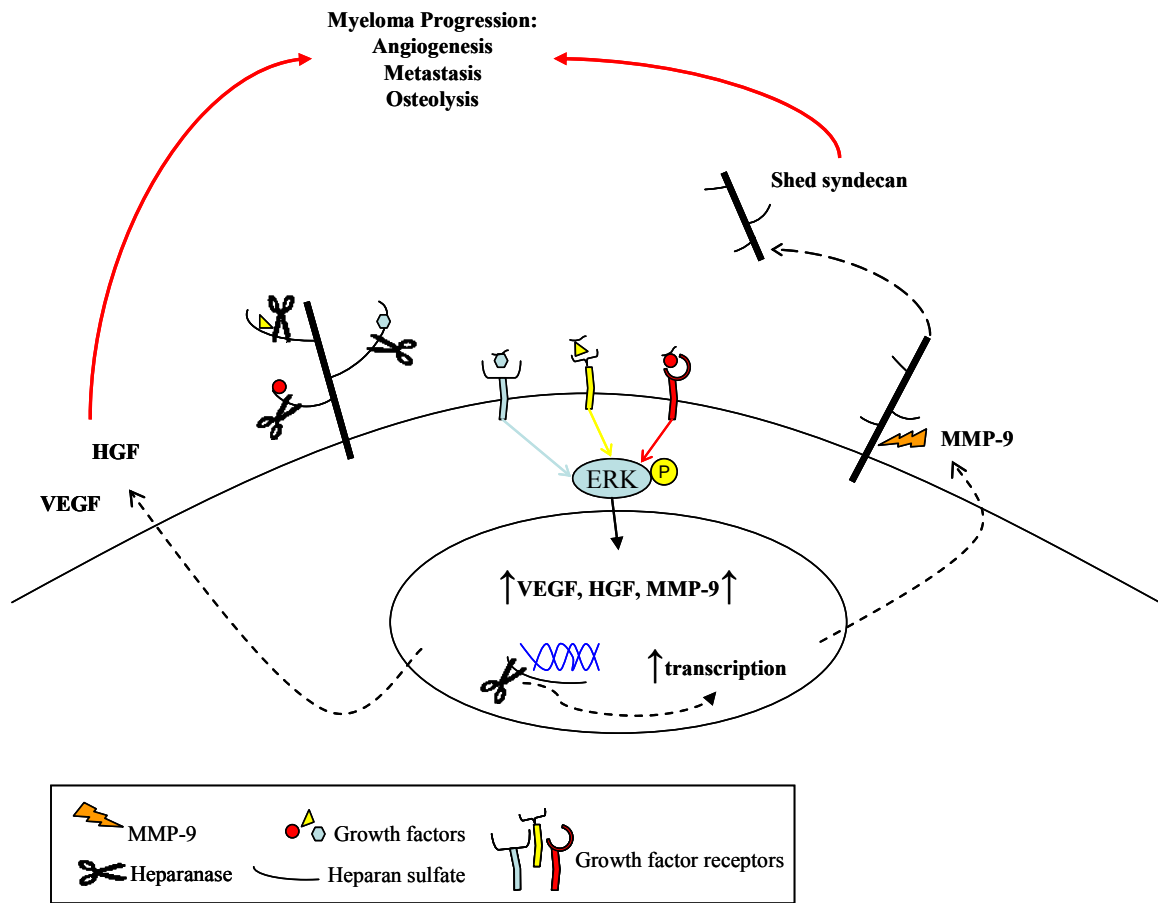 Myeloma Progression:
Angiogenesis
Metastasis
Osteolysis
Shed syndecan
HGF
VEGF
MMP-9
ERK
P
↑VEGF, HGF, MMP-9↑
↑transcription
MMP-9
Growth factors
Growth factor receptors
Heparanase
Heparan sulfate